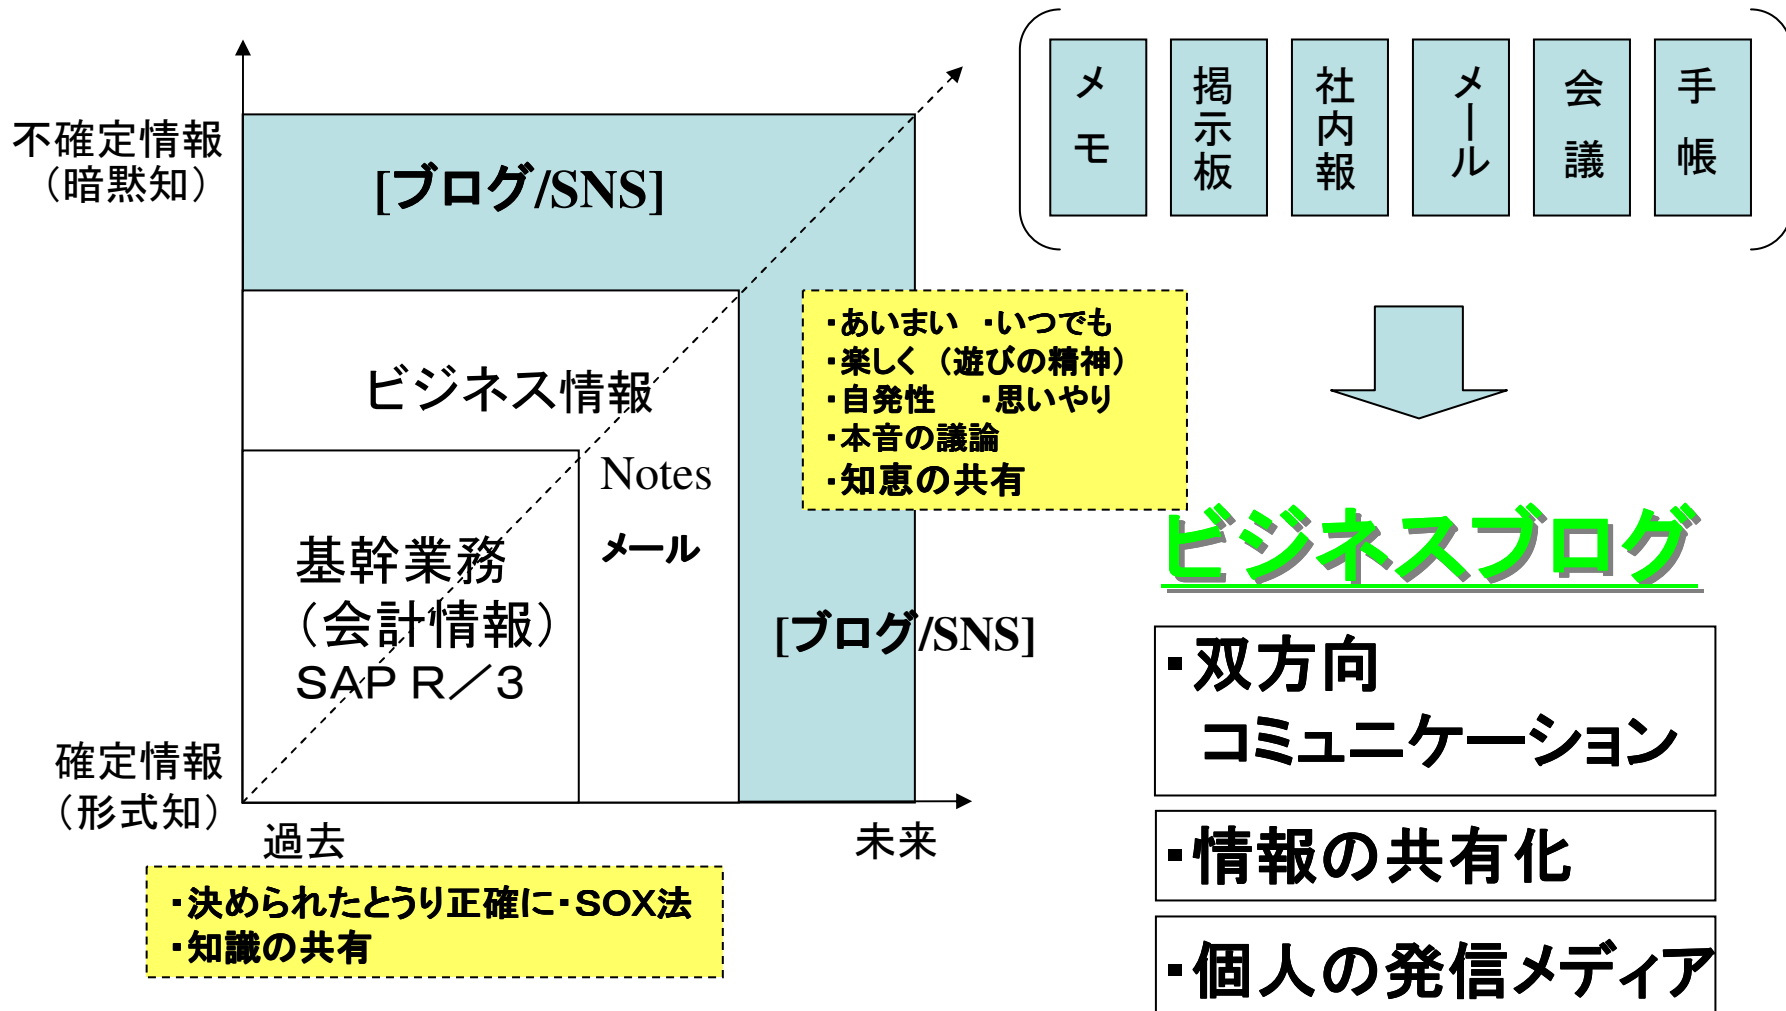 メモ
掲示板
社内報
メール
会議
手帳
不確定情報
（暗黙知）
[ブログ/SNS]
・あいまい ・いつでも
・楽しく （遊びの精神）
・自発性 ・思いやり
・本音の議論
・知恵の共有
ビジネス情報
Notes
メール
基幹業務
（会計情報）
ＳＡＰ Ｒ／３
[ブログ/SNS]
確定情報
（形式知）
過去
未来
・決められたとうり正確に・SOX法
・知識の共有
ビジネスブログ
・双方向
コミュニケーション
・情報の共有化
・個人の発信メディア